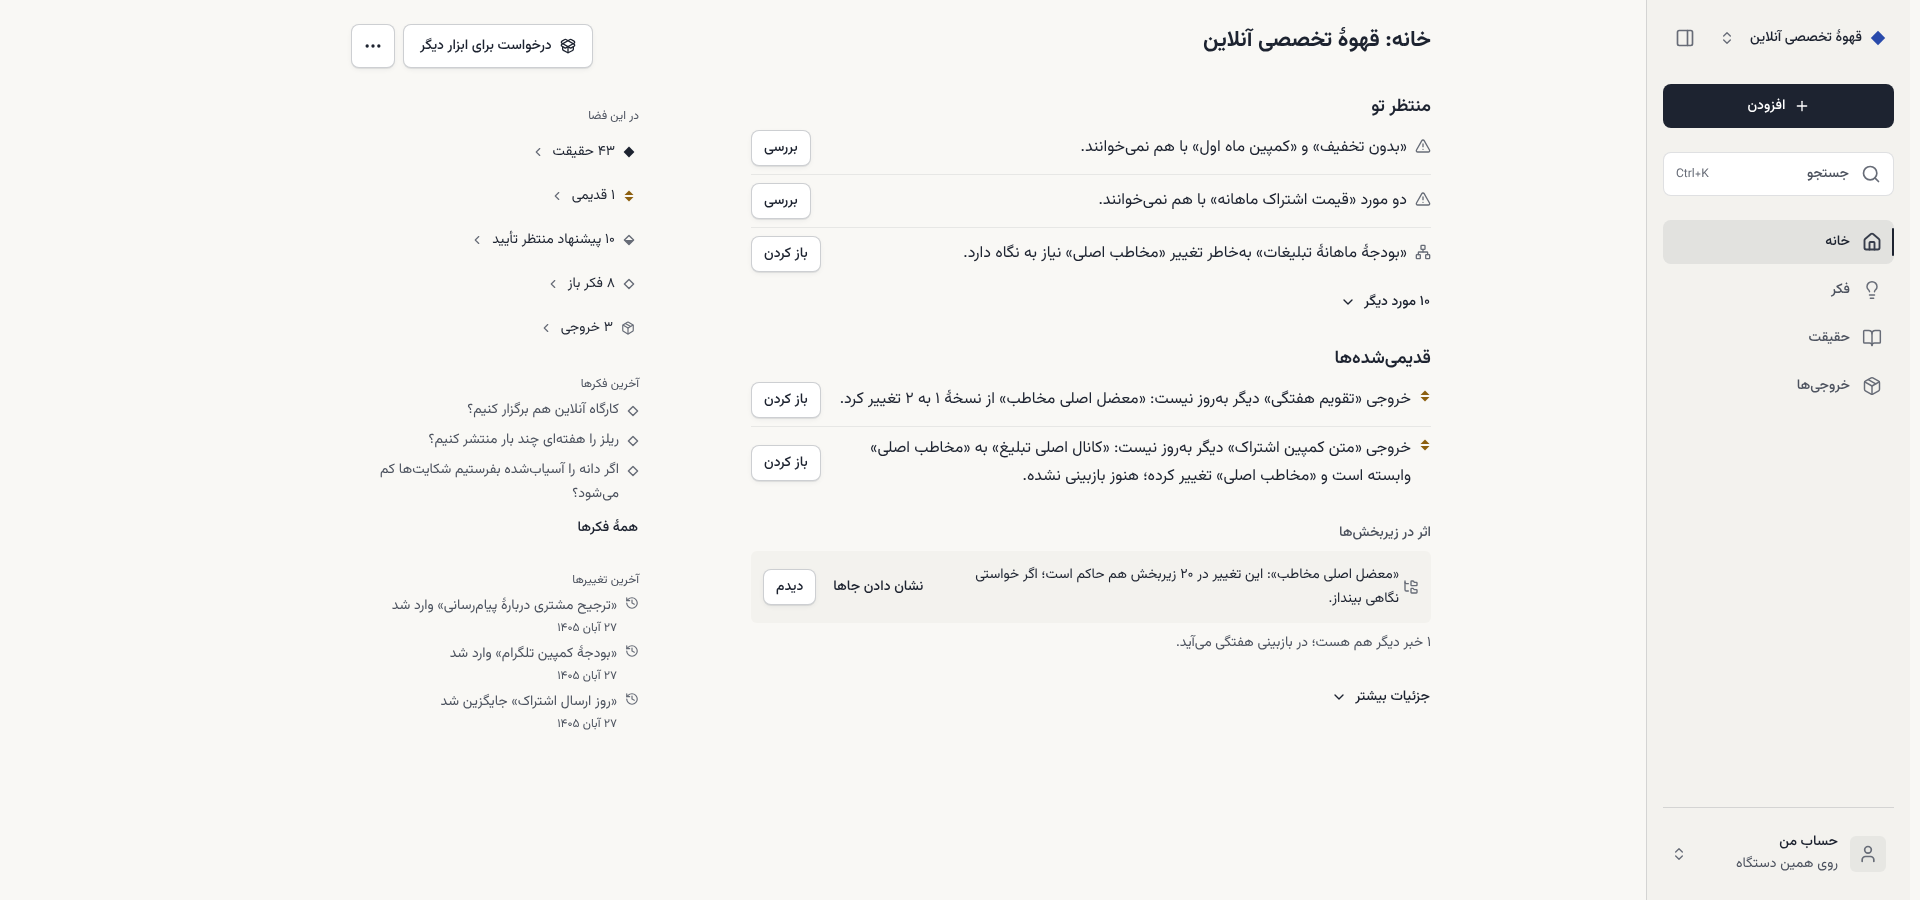 قهوهٔ تخصصی آنلاین
افزودن
جستجو
Ctrl+K
خانه
فکر
حقیقت
خروجی‌ها
حساب من
روی همین دستگاه
خانه: قهوهٔ تخصصی آنلاین
درخواست برای ابزار دیگر
منتظر تو
«بدون تخفیف» و «کمپین ماه اول» با هم نمی‌خوانند.
بررسی
دو مورد «قیمت اشتراک ماهانه» با هم نمی‌خوانند.
بررسی
«بودجهٔ ماهانهٔ تبلیغات» به‌خاطر تغییر «مخاطب اصلی» نیاز به نگاه دارد.
باز کردن
۱۰ مورد دیگر
قدیمی‌شده‌ها
خروجی «تقویم هفتگی» دیگر به‌روز نیست: «معضل اصلی مخاطب» از نسخهٔ ۱ به ۲ تغییر کرد.
باز کردن
خروجی «متن کمپین اشتراک» دیگر به‌روز نیست: «کانال اصلی تبلیغ» به «مخاطب اصلی»
وابسته است و «مخاطب اصلی» تغییر کرده؛ هنوز بازبینی نشده.
باز کردن
اثر در زیربخش‌ها
«معضل اصلی مخاطب»: این تغییر در ۲۰ زیربخش هم حاکم است؛ اگر خواستی
نگاهی بینداز.
نشان دادن جاها
دیدم
۱ خبر دیگر هم هست؛ در بازبینی هفتگی می‌آید.
جزئیات بیشتر
در این فضا
۴۳ حقیقت
۱ قدیمی
۱۰ پیشنهاد منتظر تأیید
۸ فکر باز
۳ خروجی
آخرین فکرها
کارگاه آنلاین هم برگزار کنیم؟
ریلز را هفته‌ای چند بار منتشر کنیم؟
اگر دانه را آسیاب‌شده بفرستیم شکایت‌ها کم
می‌شود؟
همهٔ فکرها
آخرین تغییرها
«ترجیح مشتری دربارهٔ پیام‌رسانی» وارد شد
۲۷ آبان ۱۴۰۵
«بودجهٔ کمپین تلگرام» وارد شد
۲۷ آبان ۱۴۰۵
«روز ارسال اشتراک» جایگزین شد
۲۷ آبان ۱۴۰۵